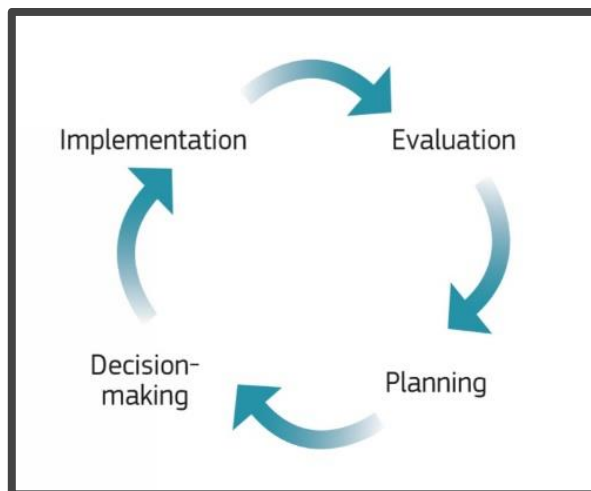 Implementation
Evaluation
Decision-
making
Planning